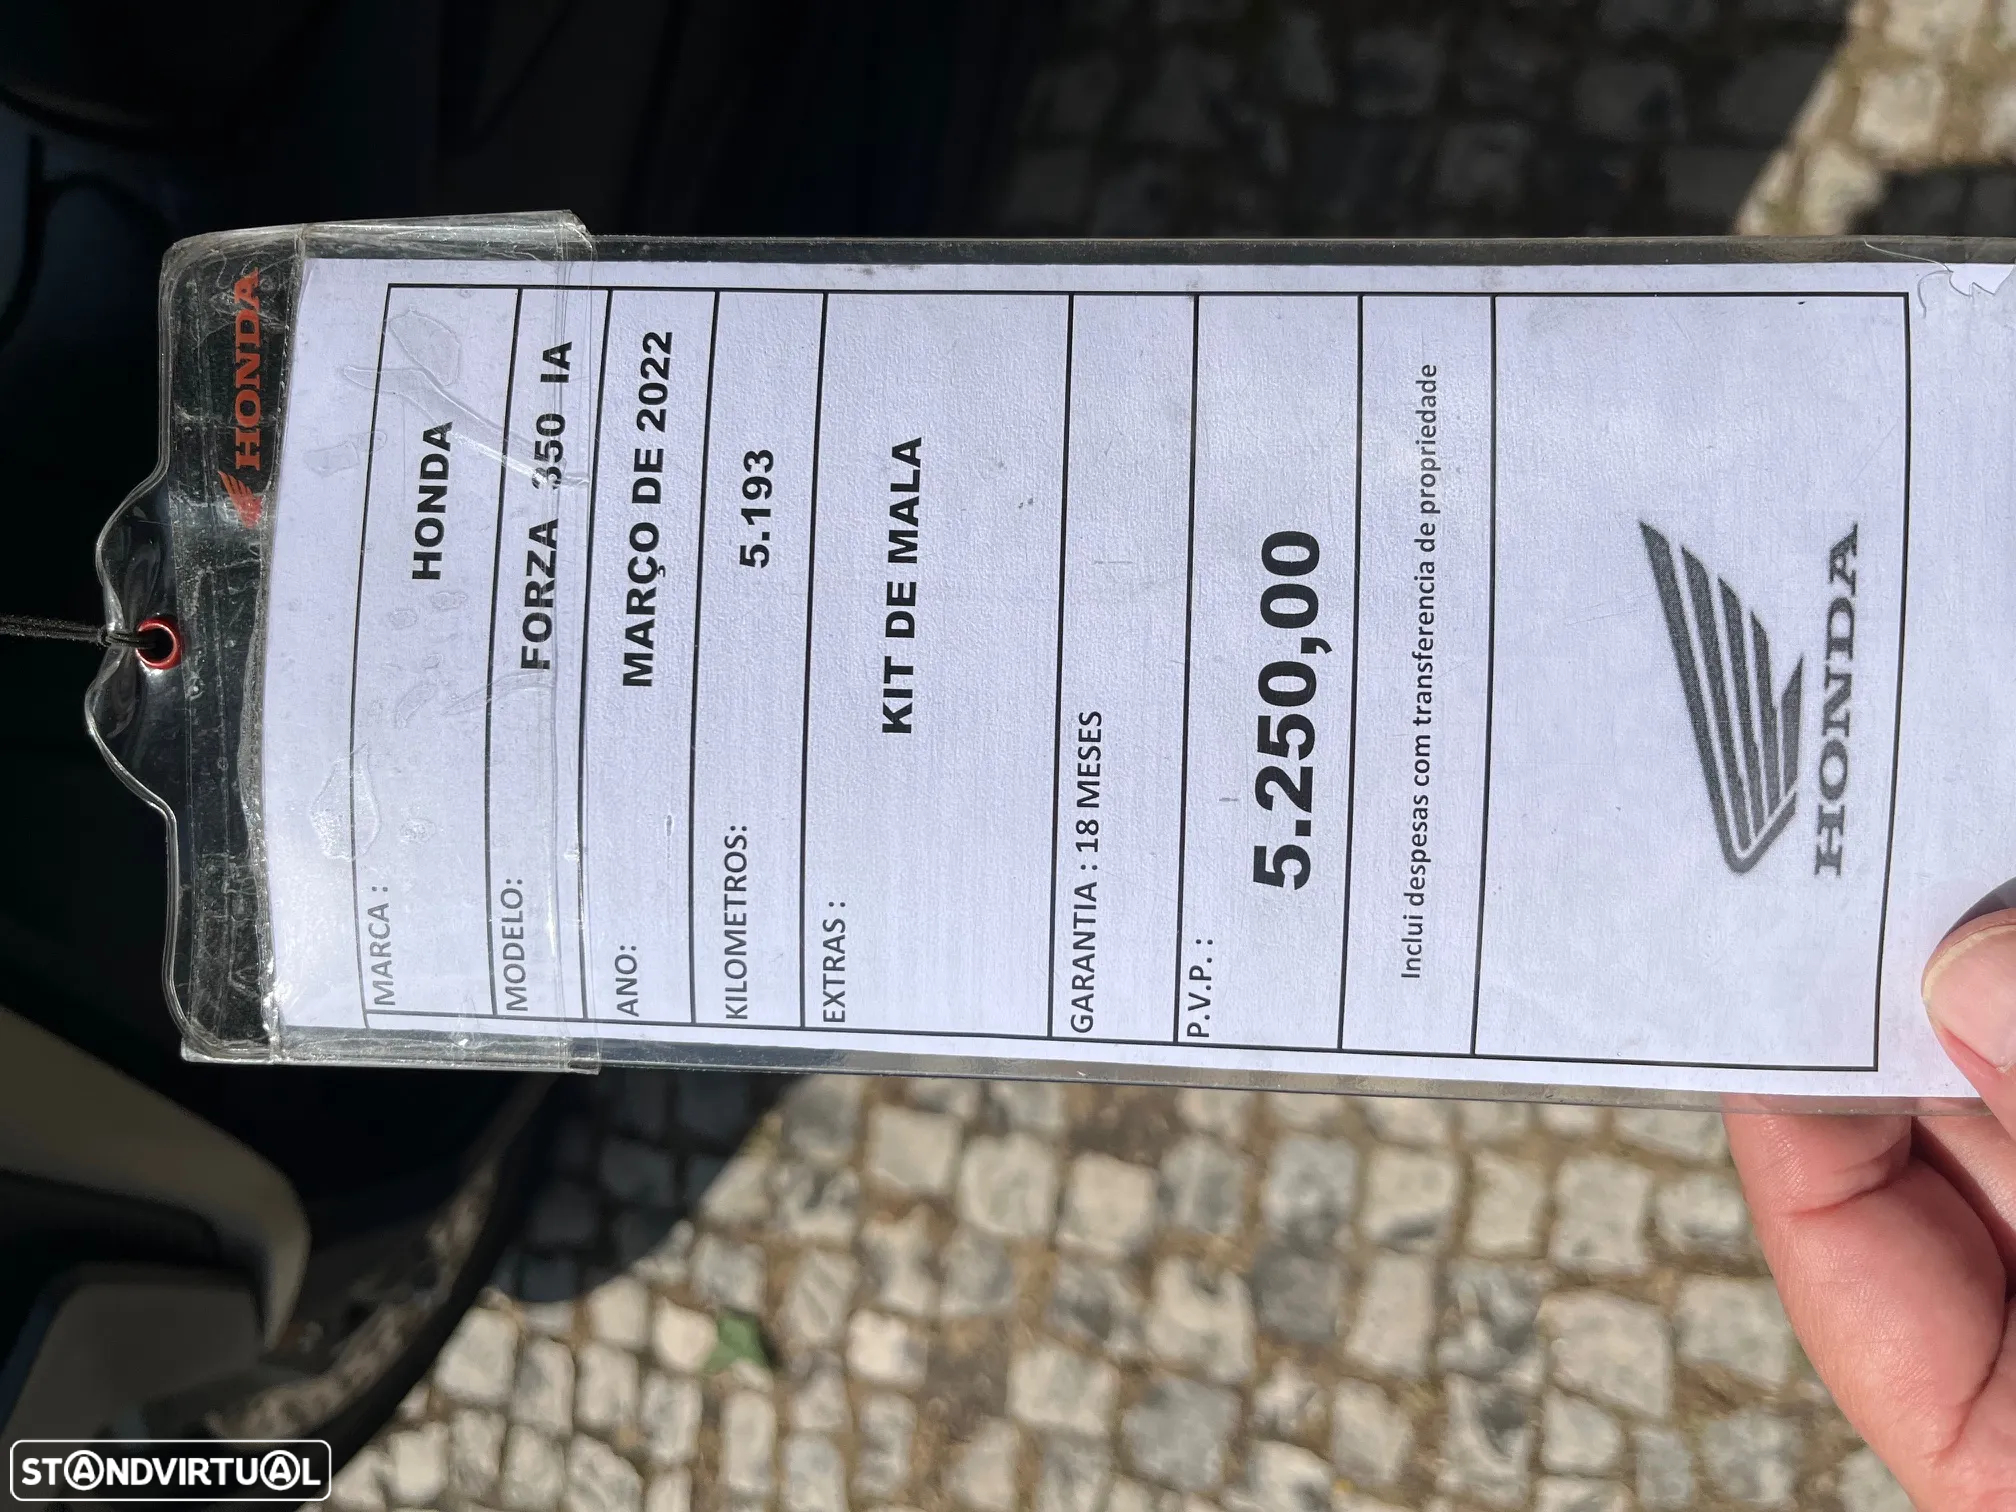 HONDA
MARCA : HONDA
MODELO: FORZA 350 IA
ANO: MARÇO DE 2022
KILOMETROS: 5.193
EXTRAS : KIT DE MALA
GARANTIA : 18 MESES
P.V.P. : 5.250,00
Inclui despesas com transferencia de propriedade
HONDA
STANDVIRTUAL